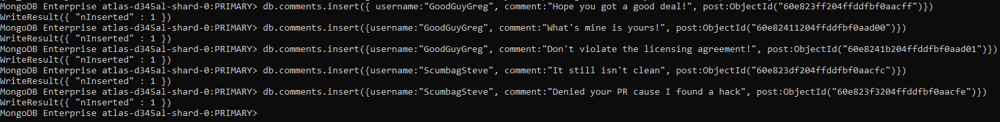 MongoDB Enterprise atlas-d345al-shard-0:PRIMARY> db.comments.insert({ username:"GoodGuyGreg", comment:"Hope you got a good deal!", post:ObjectId("60e823ff204ffddfbf0aacff")})
WriteResult({ "nInserted" : 1 })
MongoDB Enterprise atlas-d345al-shard-0:PRIMARY> db.comments.insert({username:"GoodGuyGreg", comment:"What's mine is yours!", post:ObjectId("60e82411204ffddfbf0aad00")})
WriteResult({ "nInserted" : 1 })
MongoDB Enterprise atlas-d345al-shard-0:PRIMARY> db.comments.insert({username:"GoodGuyGreg", comment:"Don't violate the licensing agreement!", post:ObjectId("60e8241b204ffddfbf0aad01")})
WriteResult({ "nInserted" : 1 })
MongoDB Enterprise atlas-d345al-shard-0:PRIMARY> db.comments.insert({username:"ScumbagSteve", comment:"It still isn't clean", post:ObjectId("60e823df204ffddfbf0aacfc")})
WriteResult({ "nInserted" : 1 })
MongoDB Enterprise atlas-d345al-shard-0:PRIMARY> db.comments.insert({username:"ScumbagSteve", comment:"Denied your PR cause I found a hack", post:ObjectId("60e823f3204ffddfbf0aacfe")})
WriteResult({ "nInserted" : 1 })
MongoDB Enterprise atlas-d345al-shard-0:PRIMARY>